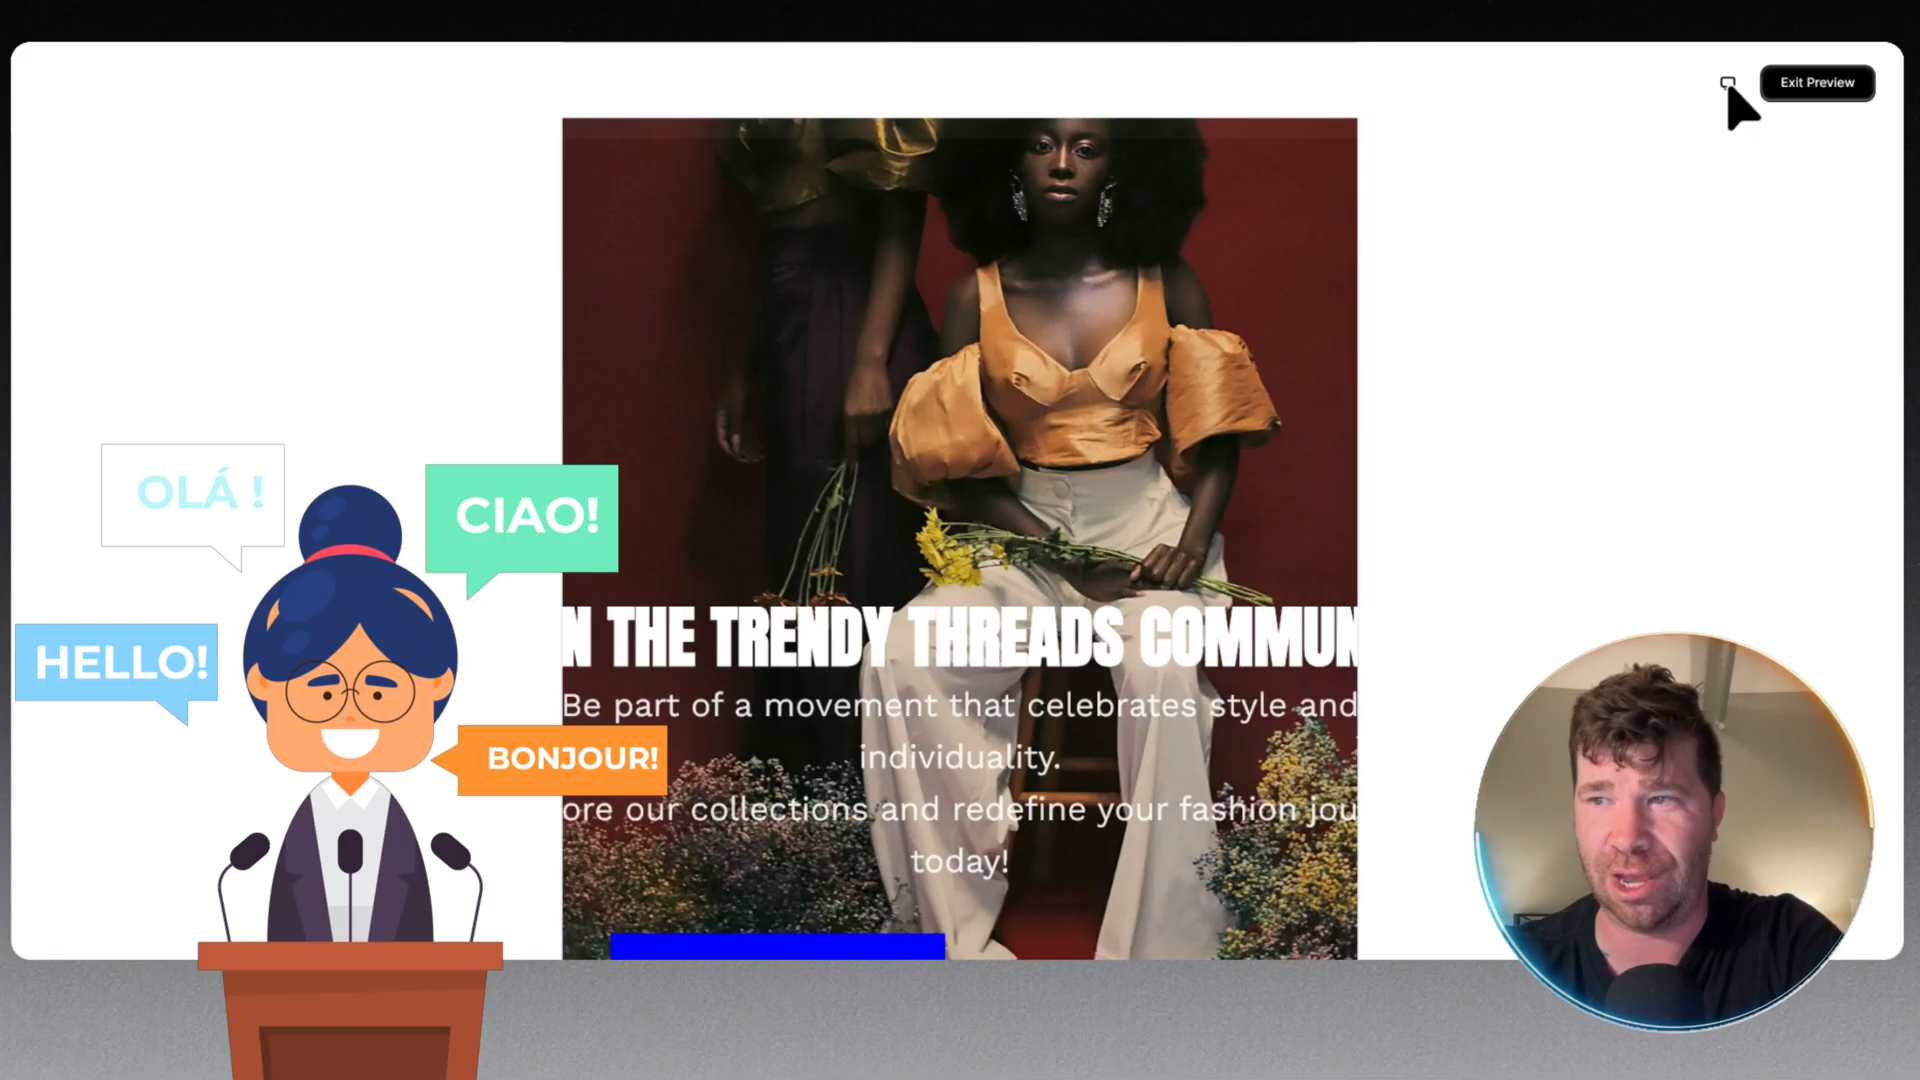 Exit Preview
OLÁ !
CIAO!
HELLO!
BONJOUR!
N THE TRENDY THREADS COMMUN
Be part of a movement that celebrates style and
individuality.
ore our collections and redefine your fashion jou
today!